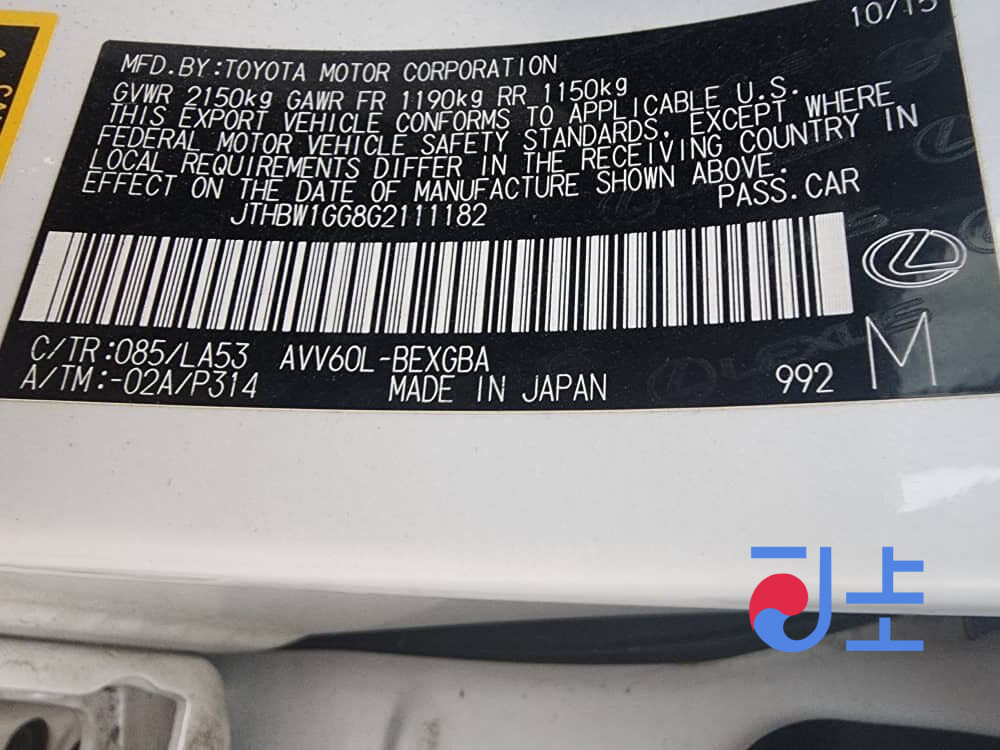 10/15
MFD.BY:TOYOTA MOTOR CORPORATION
GVWR 2150kg GAWR FR 1190kg RR 1150kg
THIS EXPORT VEHICLE CONFORMS TO APPLICABLE U.S.
FEDERAL MOTOR VEHICLE SAFETY STANDARDS, EXCEPT WHERE
LOCAL REQUIREMENTS DIFFER IN THE RECEIVING COUNTRY IN
EFFECT ON THE DATE OF MANUFACTURE SHOWN ABOVE.
PASS.CAR
JTHBW1GG8G2111182
C/TR:085/LA53 AVV60L-BEXGBA
A/TM:-02A/P314 MADE IN JAPAN 992 M